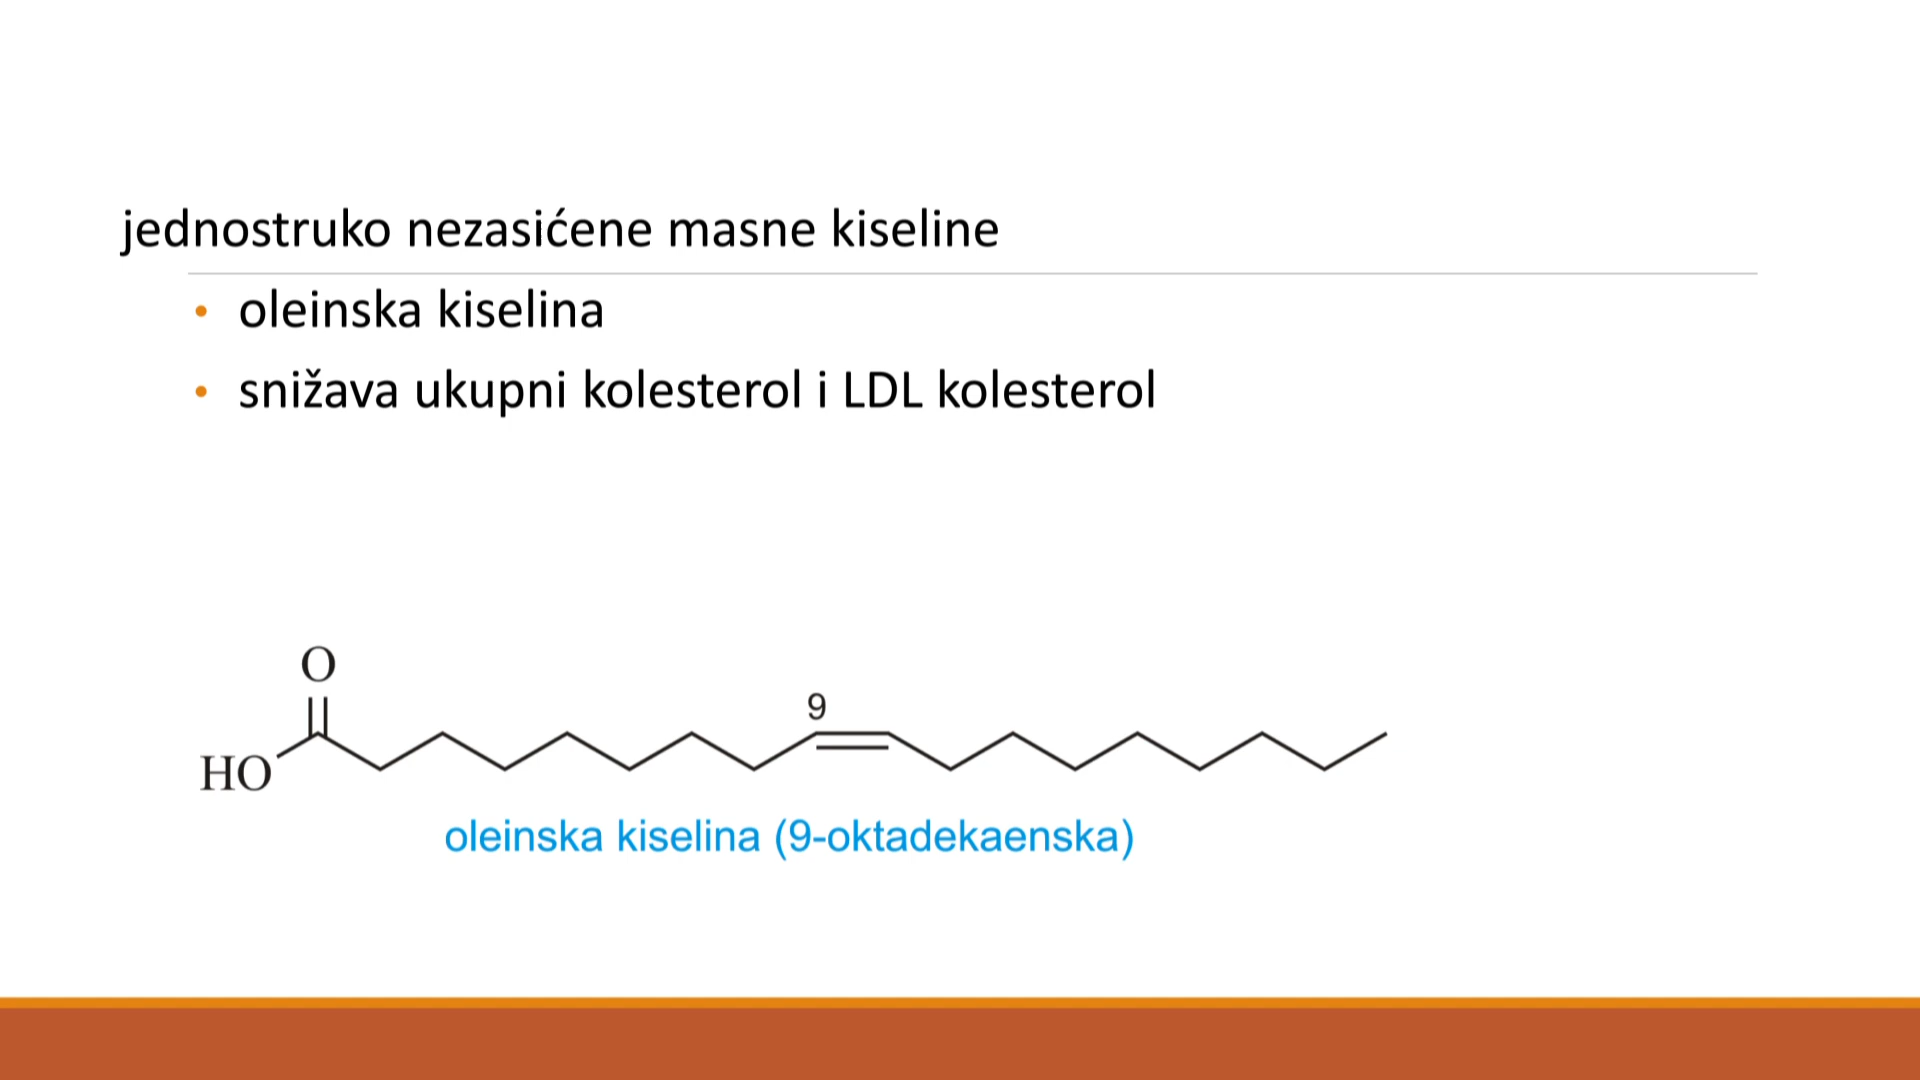 jednostruko nezasićene masne kiseline
• oleinska kiselina
• snižava ukupni kolesterol i LDL kolesterol
O
9
HO
oleinska kiselina (9-oktadekaenska)